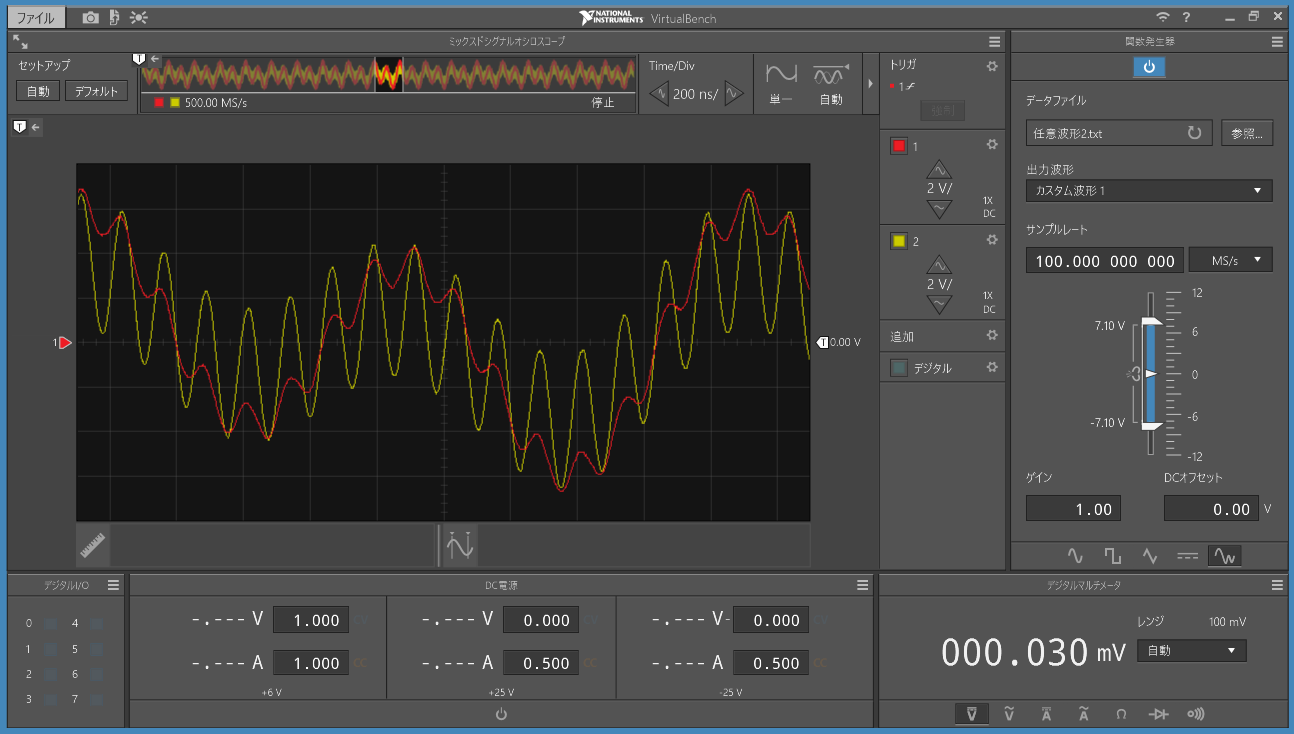 ファイル
NATIONAL INSTRUMENTS VirtualBench
?
ミックスドシグナルオシロスコープ
セットアップ
自動 デフォルト
T
500.00 MS/s 停止
Time/Div
200 ns/
単一 自動
トリガ
1
T
1
2 V/
1X
DC
2
2 V/
1X
DC
追加
デジタル
1
T 0.00 V
関数発生器
データファイル
任意波形2.txt 参照...
出力波形
カスタム波形 1
サンプルレート
100.000 000 000 MS/s
12
7.10 V 6
0
-7.10 V -6
-12
ゲイン DCオフセット
1.00 0.00 V
デジタルI/O
0 4
1 5
2 6
3 7
DC電源
-.--- V 1.000 CV
-.--- A 1.000 CC
+6 V
-.--- V 0.000 CV
-.--- A 0.500 CC
+25 V
-.--- V - 0.000 CV
-.--- A 0.500 CC
-25 V
デジタルマルチメータ
000.030 mV
レンジ 100 mV
自動
V V A A Ω